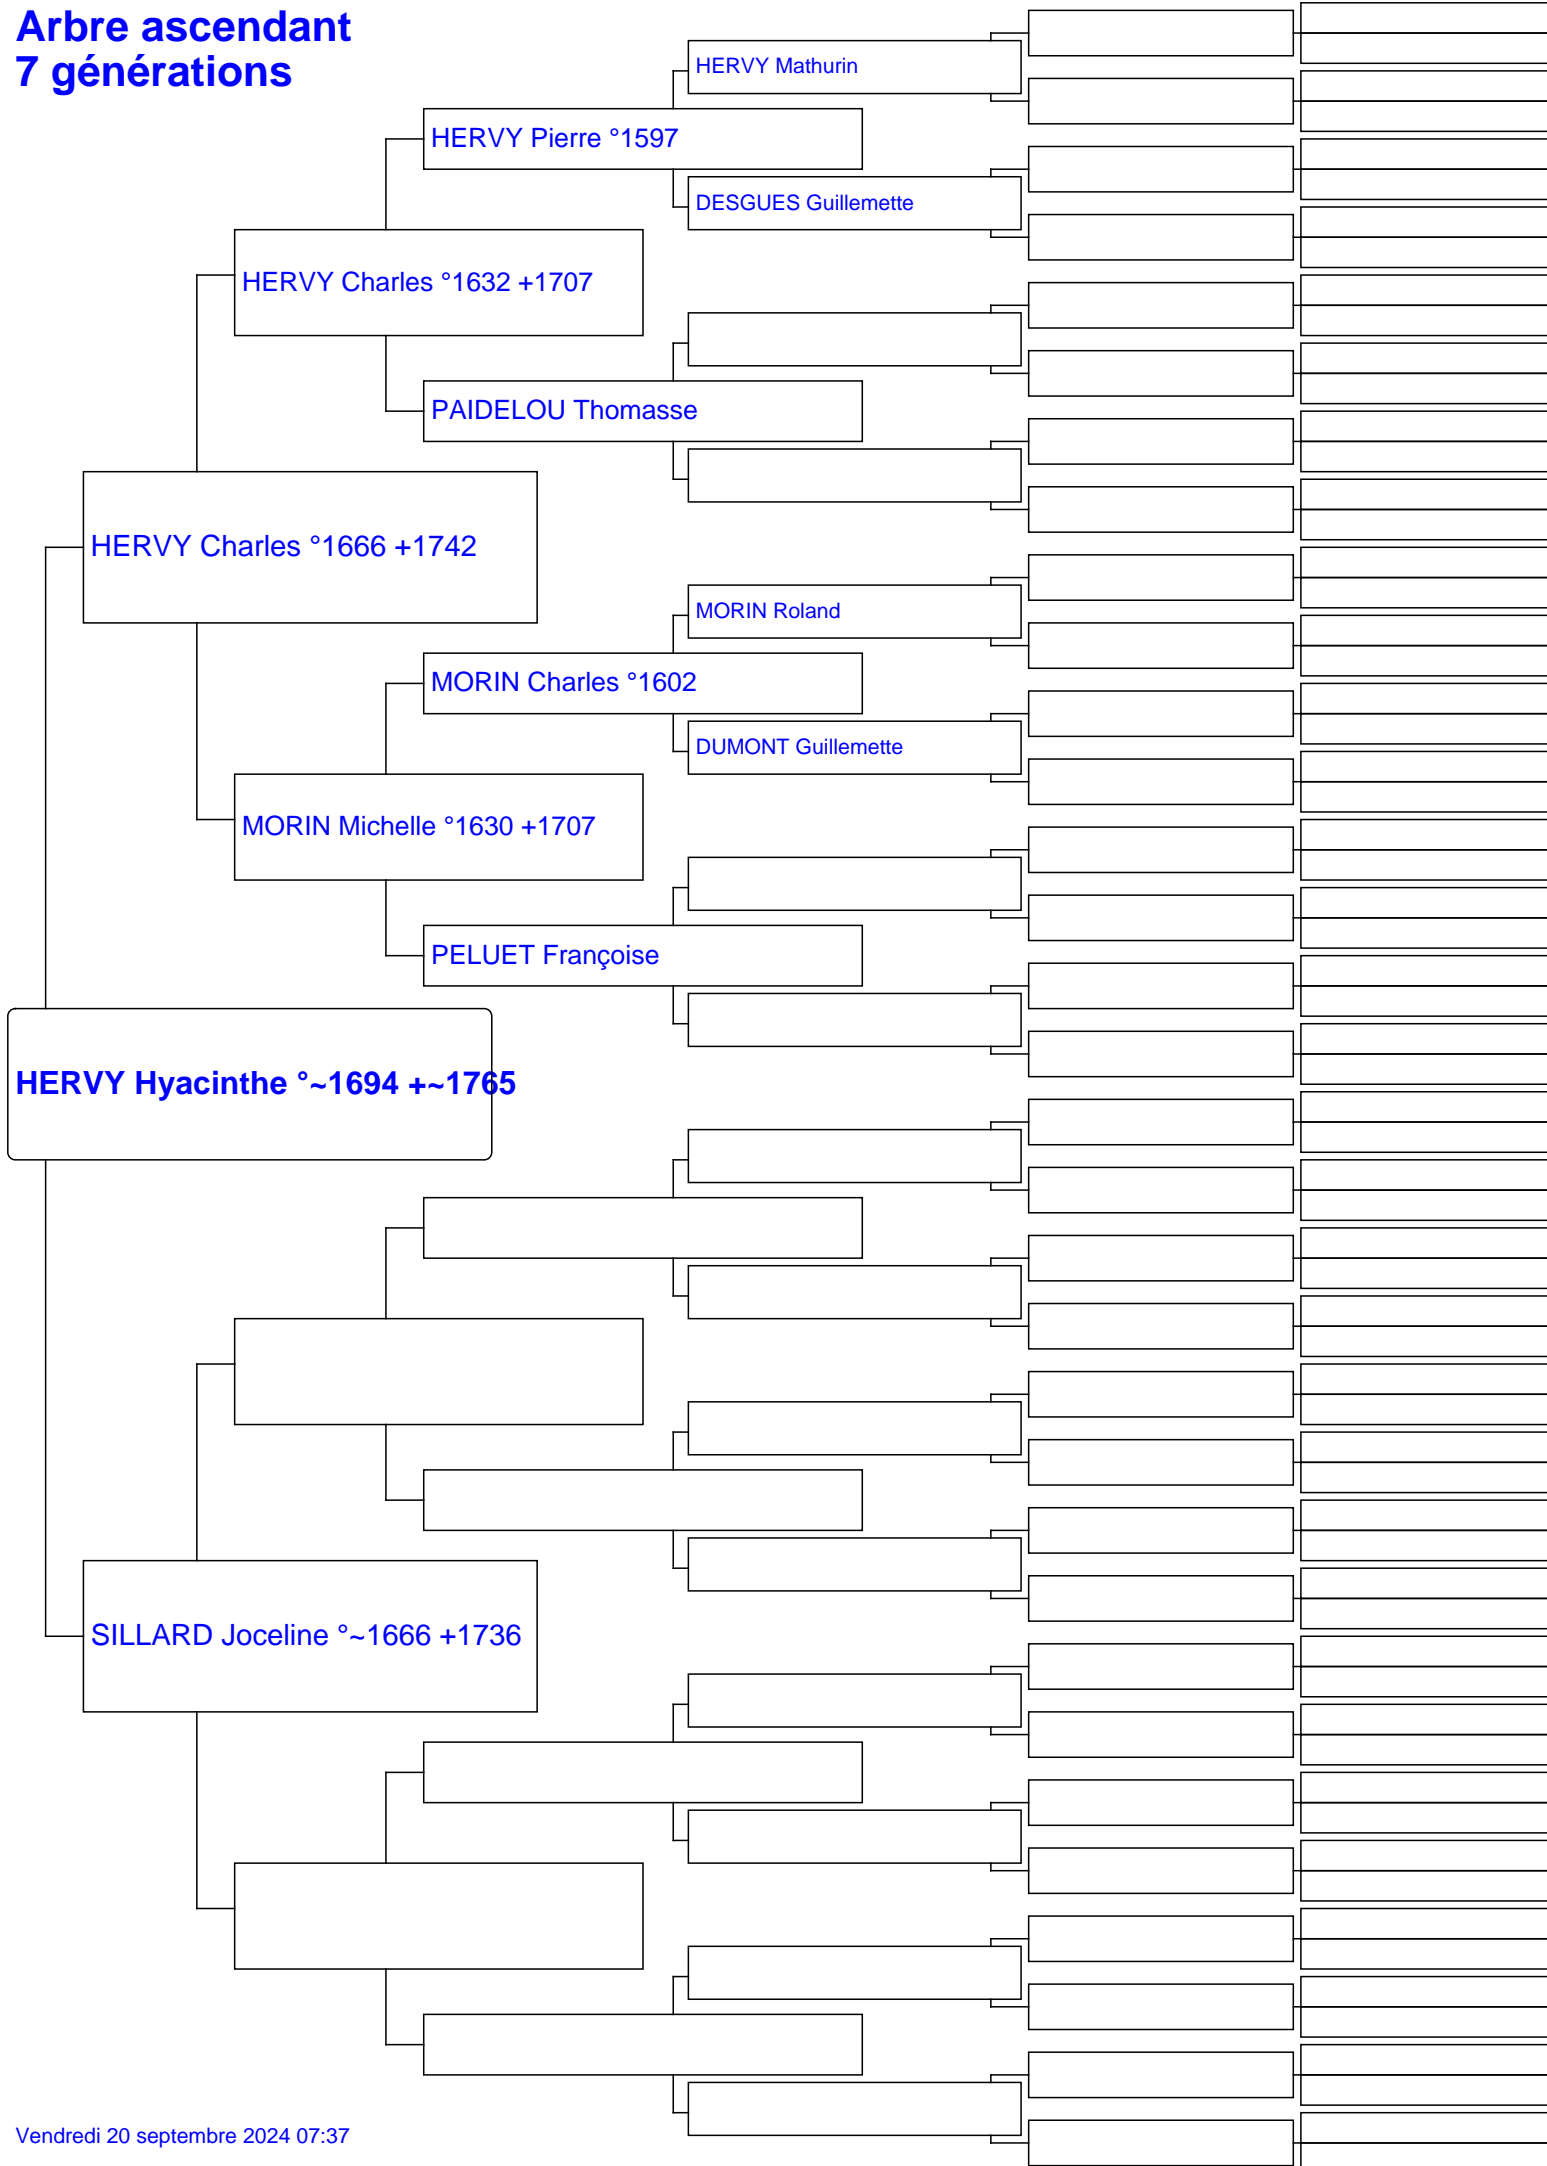 Arbre ascendant
7 générations
HERVY Mathurin
HERVY Pierre °1597
DESGUES Guillemette
HERVY Charles °1632 +1707
PAIDELOU Thomasse
HERVY Charles °1666 +1742
MORIN Roland
MORIN Charles °1602
DUMONT Guillemette
MORIN Michelle °1630 +1707
PELUET Françoise
HERVY Hyacinthe °~1694 +~1765
SILLARD Joceline °~1666 +1736
Vendredi 20 septembre 2024 07:37